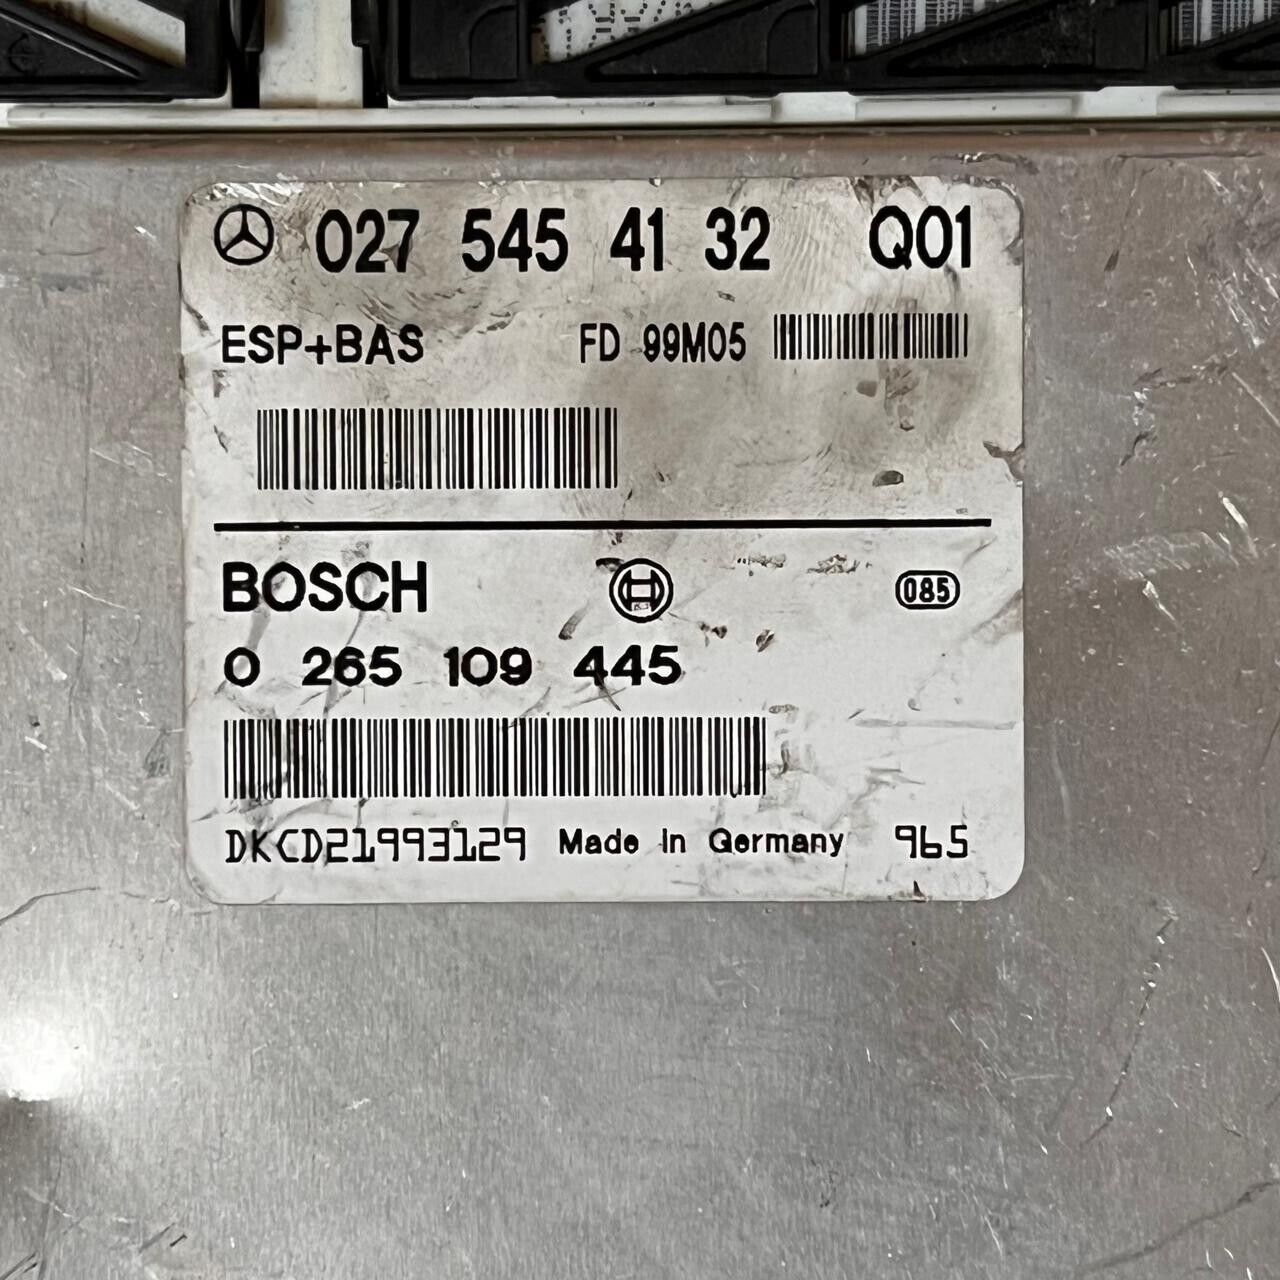 027 545 41 32 Q01
ESP+BAS FD 99M05
BOSCH 085
0 265 109 445
DKCD21993129 Made in Germany 965